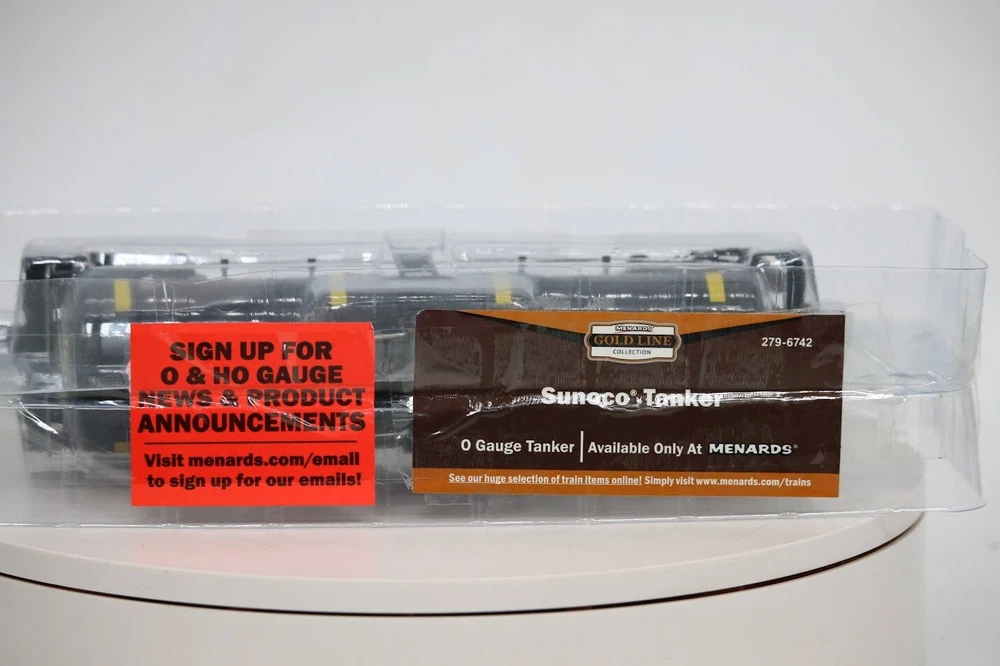 SIGN UP FOR
O & HO GAUGE
NEWS & PRODUCT
ANNOUNCEMENTS
Visit menards.com/email
to sign up for our emails!
MENARDS®
GOLD LINE
COLLECTION
279-6742
Sunoco® Tanker
O Gauge Tanker | Available Only At MENARDS®
See our huge selection of train items online! Simply visit www.menards.com/trains